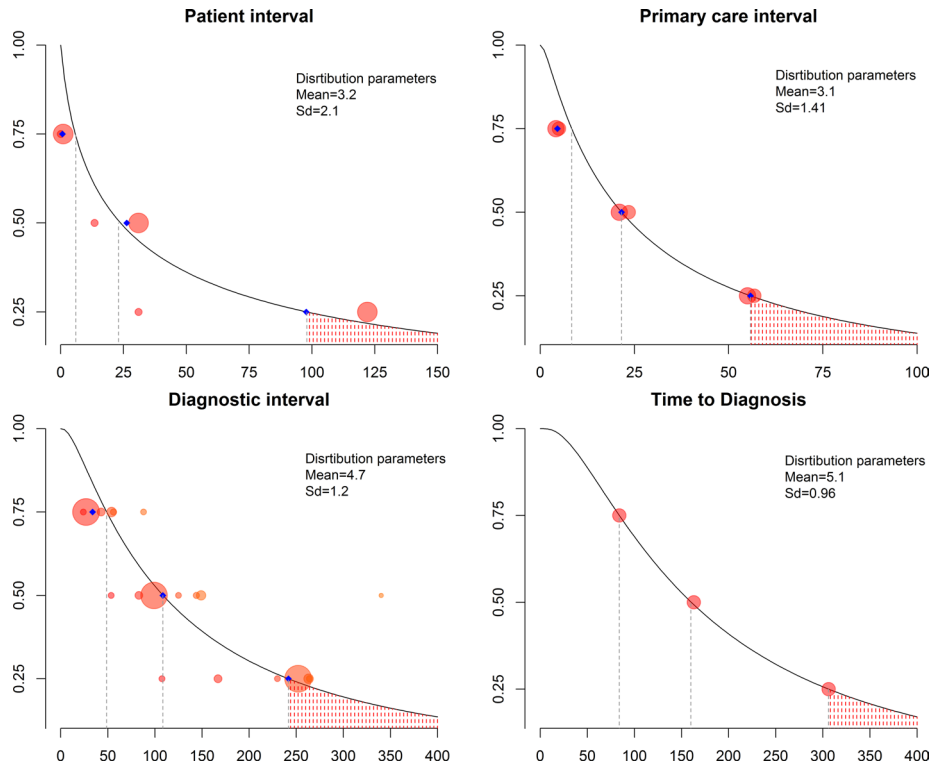 Patient interval
1.00
0.75
0.50
0.25
Disrtibution parameters
Mean=3.2
Sd=2.1
0 25 50 75 100 125 150
Primary care interval
1.00
0.75
0.50
0.25
Disrtibution parameters
Mean=3.1
Sd=1.41
0 25 50 75 100
Diagnostic interval
1.00
0.75
0.50
0.25
Disrtibution parameters
Mean=4.7
Sd=1.2
0 50 100 150 200 250 300 350 400
Time to Diagnosis
1.00
0.75
0.50
0.25
Disrtibution parameters
Mean=5.1
Sd=0.96
0 50 100 150 200 250 300 350 400